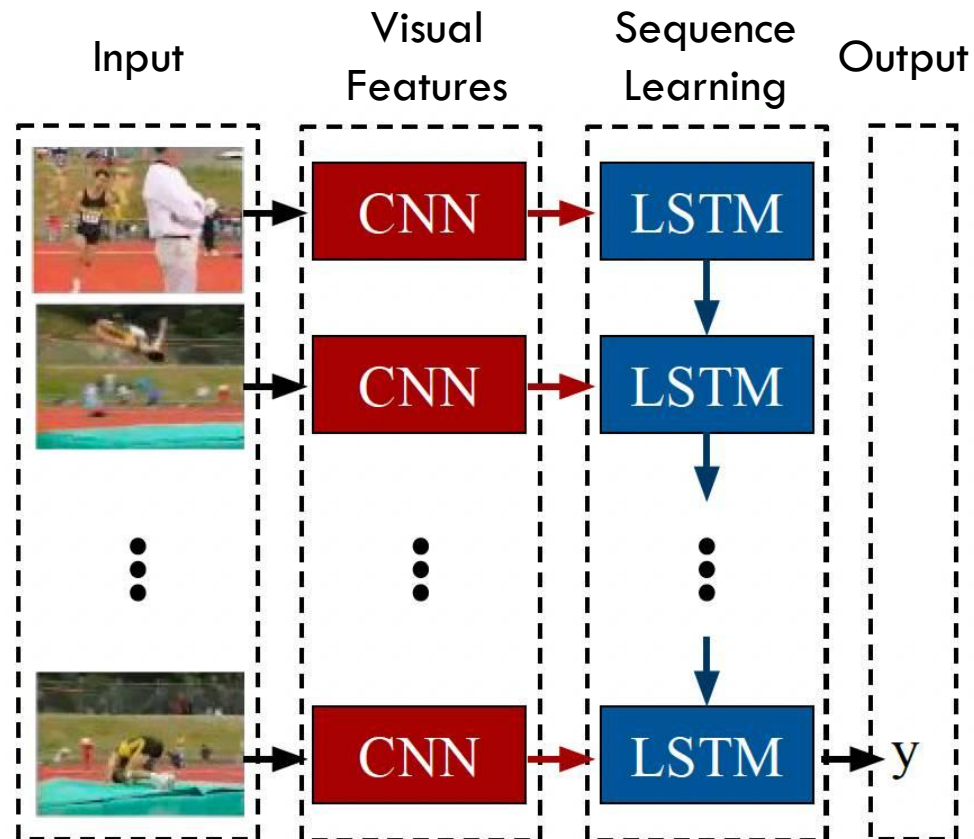 Input
Visual
Features
Sequence
Learning
Output
CNN
LSTM
CNN
LSTM
CNN
LSTM
y